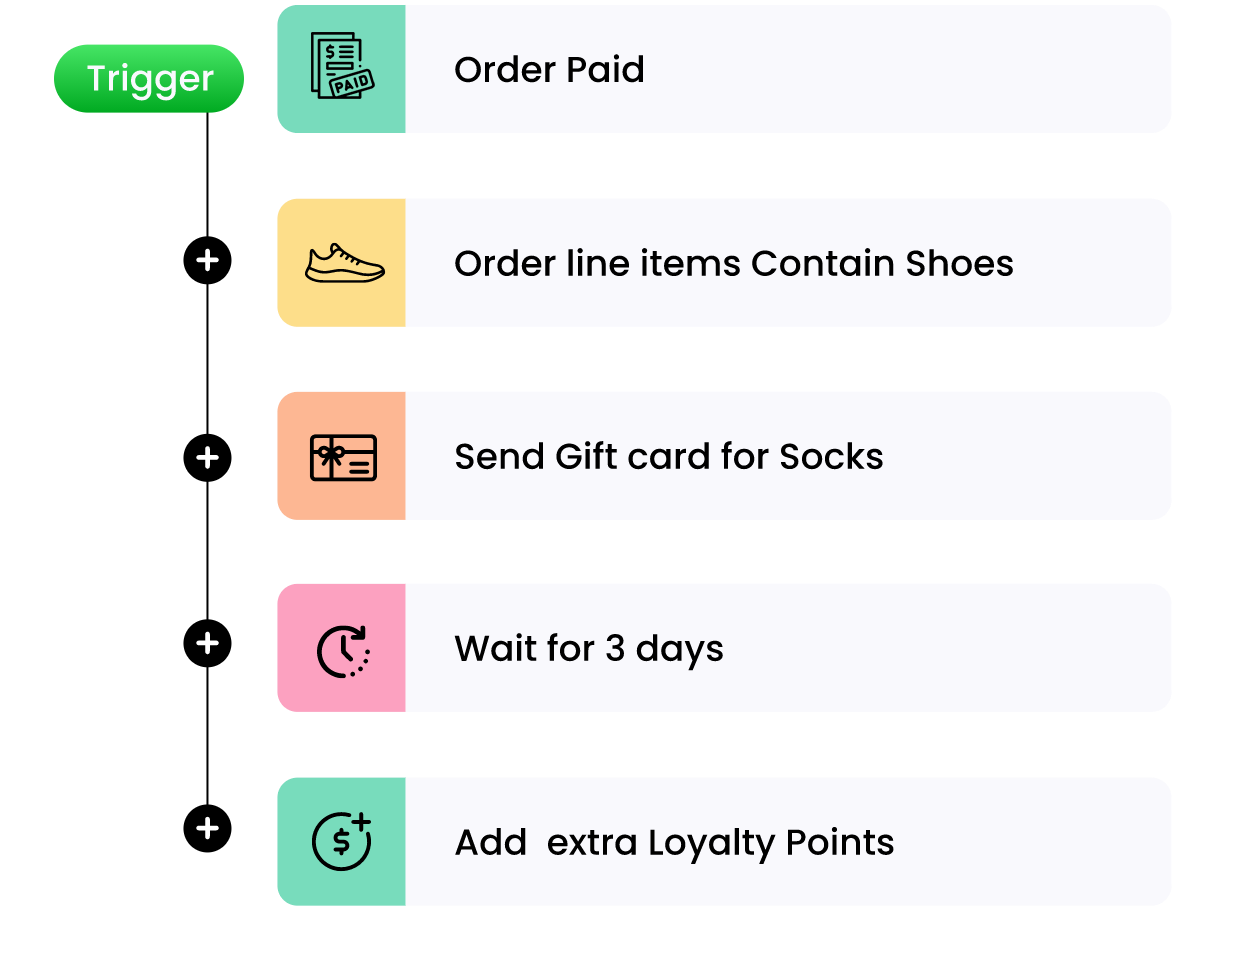 Trigger
$
PAID
Order Paid
Order line items Contain Shoes
Send Gift card for Socks
Wait for 3 days
$
Add extra Loyalty Points